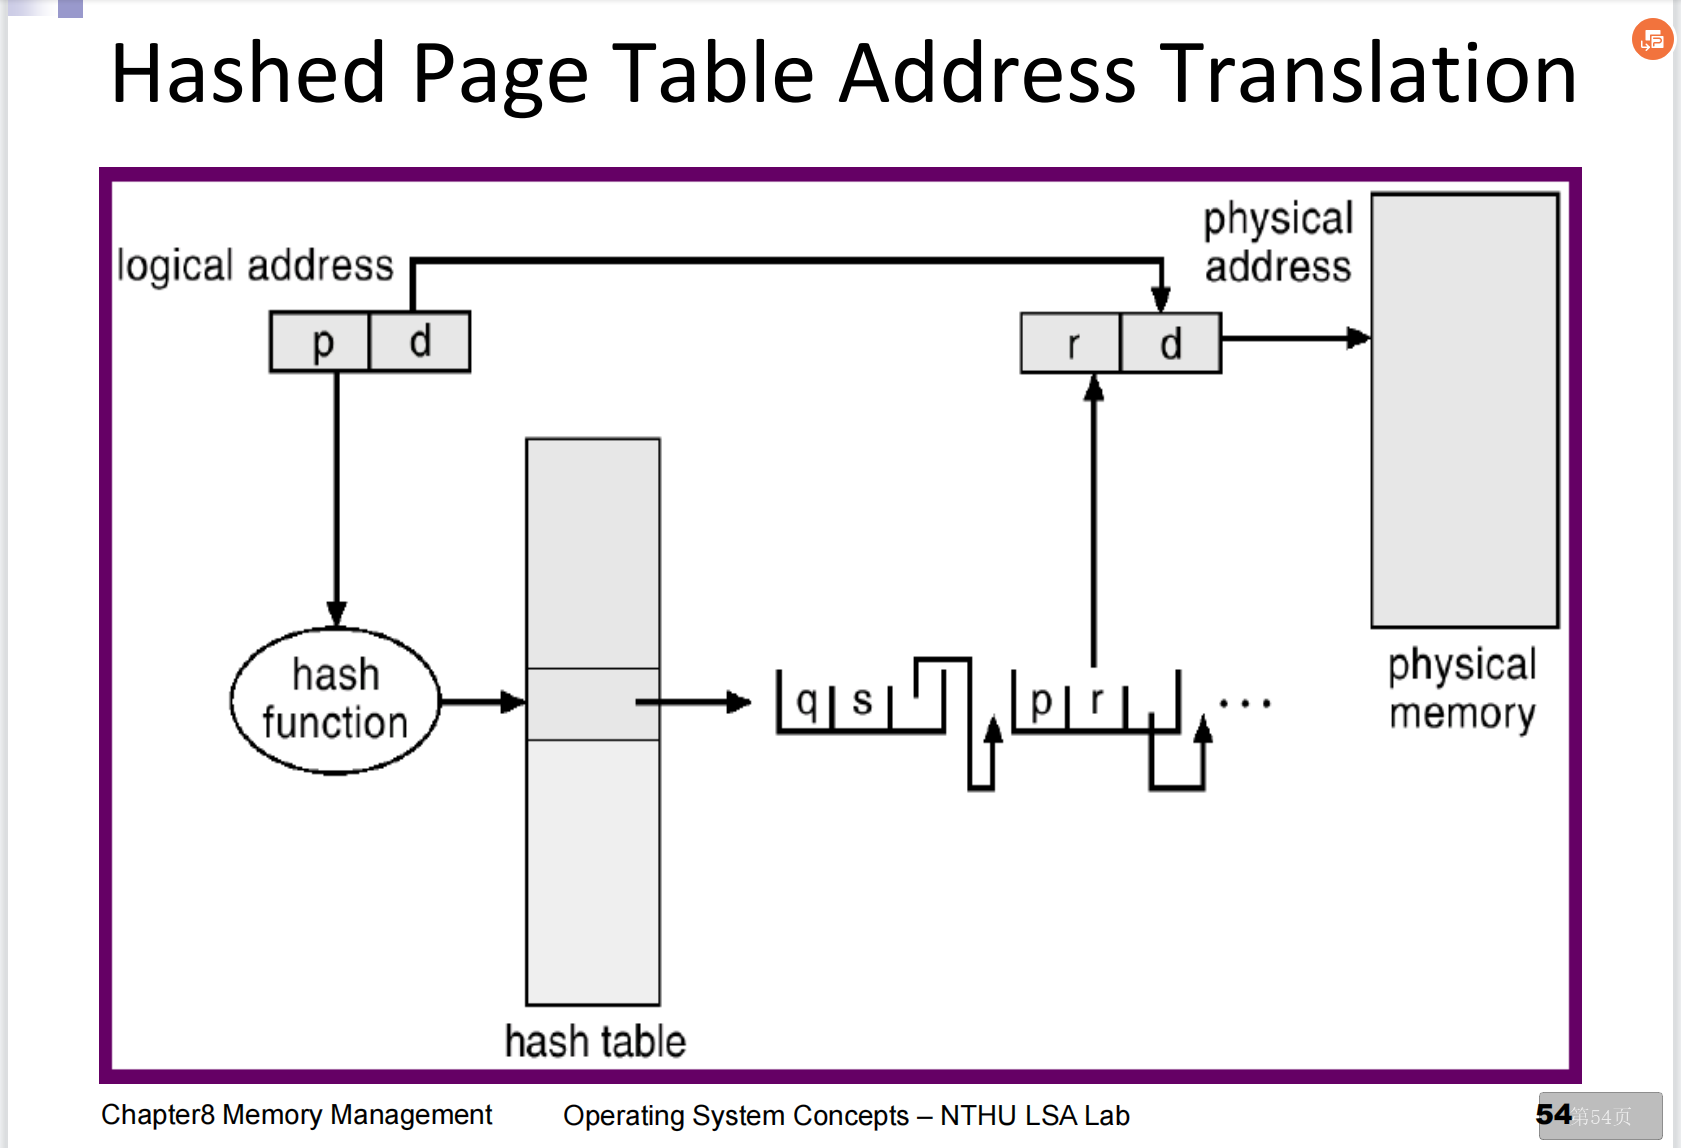 Hashed Page Table Address Translation
logical address
physical
address
p
d
r
d
hash
function
q
s
p
r
...
physical
memory
hash table
Chapter8 Memory Management
Operating System Concepts – NTHU LSA Lab
54
第54页